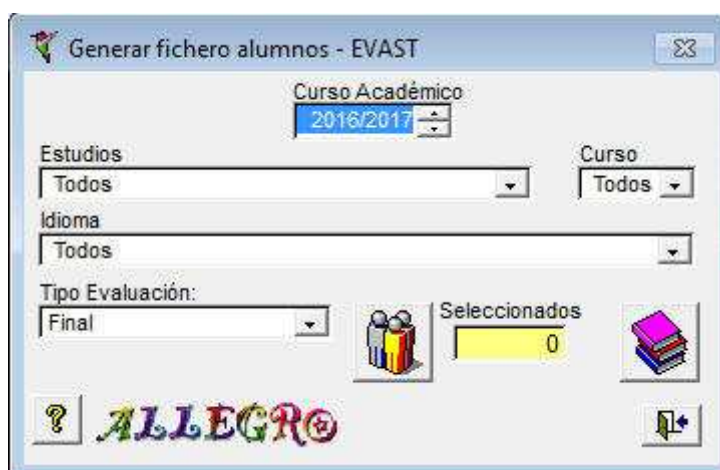 Generar fichero alumnos - EVAST
Curso Académico
2016/2017
Estudios
Curso
Todos
Todos
Idioma
Todos
Tipo Evaluación:
Final
Seleccionados
0
?
ALLEGRO